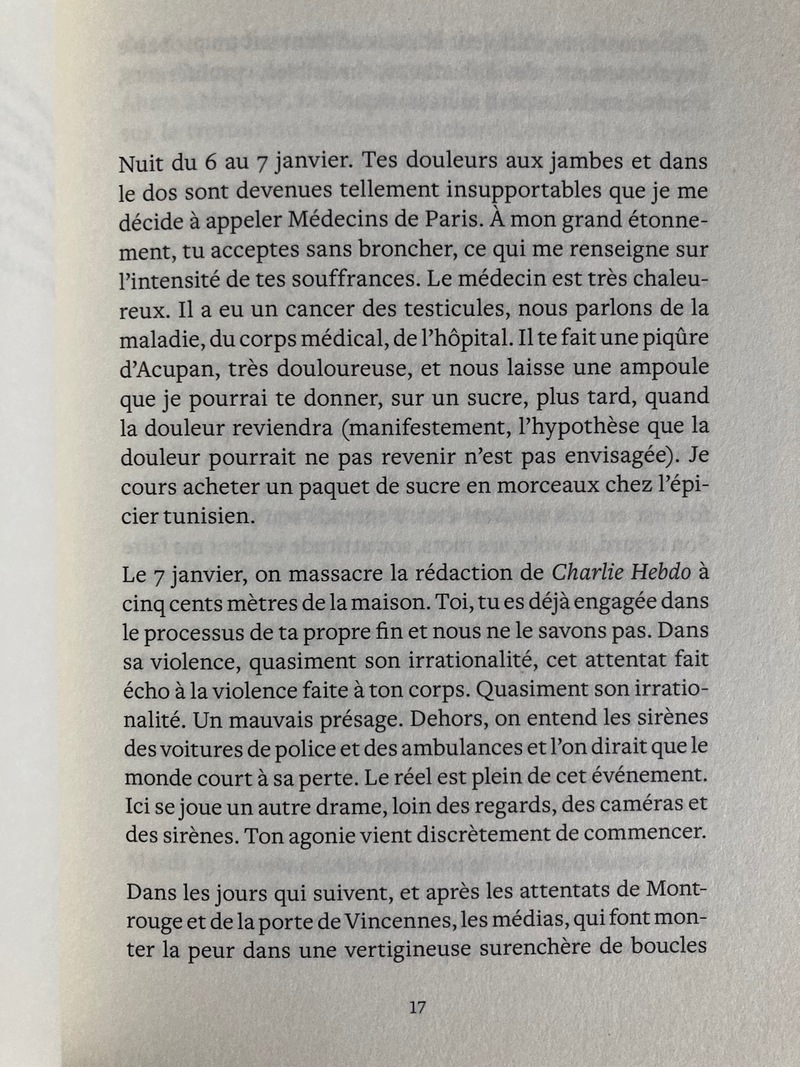 Nuit du 6 au 7 janvier. Tes douleurs aux jambes et dans
le dos sont devenues tellement insupportables que je me
décide à appeler Médecins de Paris. À mon grand étonne-
ment, tu acceptes sans broncher, ce qui me renseigne sur
l’intensité de tes souffrances. Le médecin est très chaleu-
reux. Il a eu un cancer des testicules, nous parlons de la
maladie, du corps médical, de l’hôpital. Il te fait une piqûre
d’Acupan, très douloureuse, et nous laisse une ampoule
que je pourrai te donner, sur un sucre, plus tard, quand
la douleur reviendra (manifestement, l’hypothèse que la
douleur pourrait ne pas revenir n’est pas envisagée). Je
cours acheter un paquet de sucre en morceaux chez l’épi-
cier tunisien.
Le 7 janvier, on massacre la rédaction de Charlie Hebdo à
cinq cents mètres de la maison. Toi, tu es déjà engagée dans
le processus de ta propre fin et nous ne le savons pas. Dans
sa violence, quasiment son irrationalité, cet attentat fait
écho à la violence faite à ton corps. Quasiment son irratio-
nalité. Un mauvais présage. Dehors, on entend les sirènes
des voitures de police et des ambulances et l’on dirait que le
monde court à sa perte. Le réel est plein de cet événement.
Ici se joue un autre drame, loin des regards, des caméras et
des sirènes. Ton agonie vient discrètement de commencer.
Dans les jours qui suivent, et après les attentats de Mont-
rouge et de la porte de Vincennes, les médias, qui font mon-
ter la peur dans une vertigineuse surenchère de boucles
17